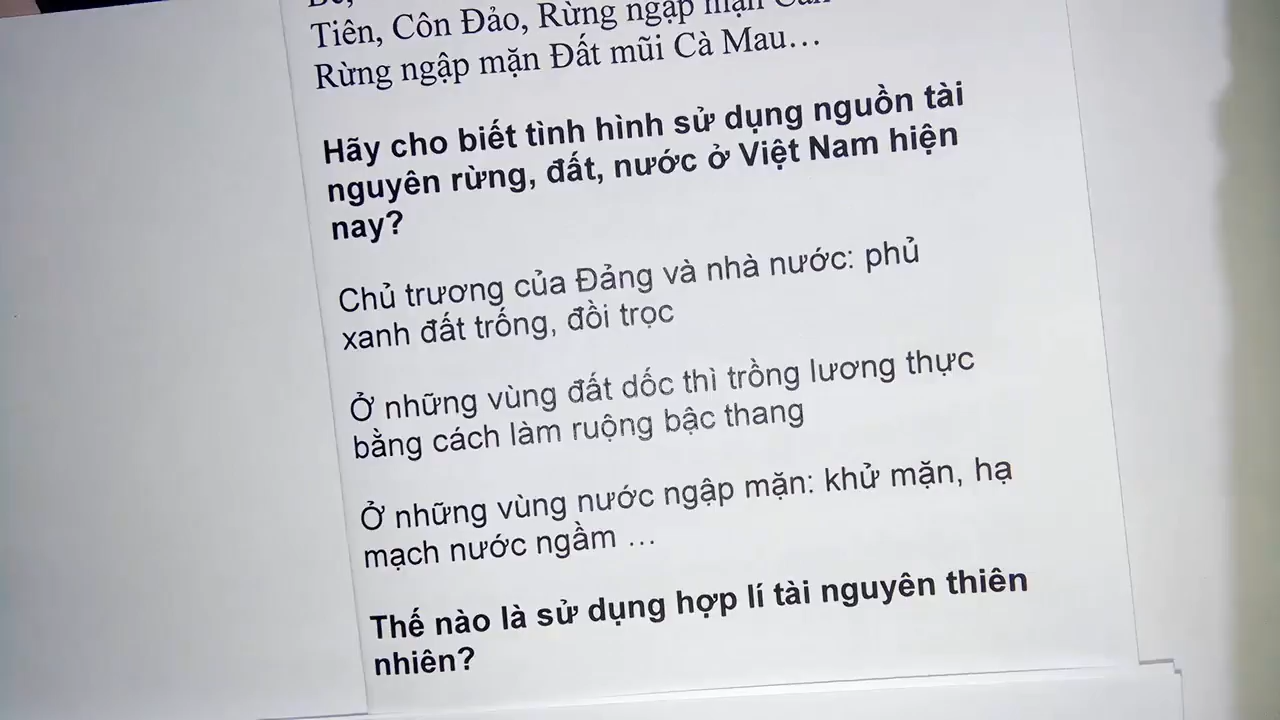 Tiên, Côn Đảo, Rừng ngập mặn
Rừng ngập mặn Đất mũi Cà Mau…
Hãy cho biết tình hình sử dụng nguồn tài
nguyên rừng, đất, nước ở Việt Nam hiện
nay?
Chủ trương của Đảng và nhà nước: phủ
xanh đất trống, đồi trọc
Ở những vùng đất dốc thì trồng lương thực
bằng cách làm ruộng bậc thang
Ở những vùng nước ngập mặn: khử mặn, hạ
mạch nước ngầm …
Thế nào là sử dụng hợp lí tài nguyên thiên
nhiên?